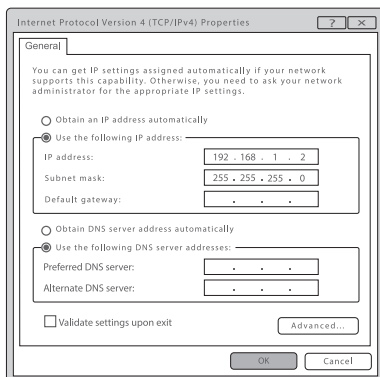 Internet Protocol Version 4 (TCP/IPv4) Properties ? ×
General
You can get IP settings assigned automatically if your network
supports this capability. Otherwise, you need to ask your network
administrator for the appropriate IP settings.
Obtain an IP address automatically
Use the following IP address:
IP address: 192 . 168 . 1 . 2
Subnet mask: 255 . 255 . 255 . 0
Default gateway: . . .
Obtain DNS server address automatically
Use the following DNS server addresses:
Preferred DNS server: . . .
Alternate DNS server: . . .
Validate settings upon exit
Advanced...
OK Cancel